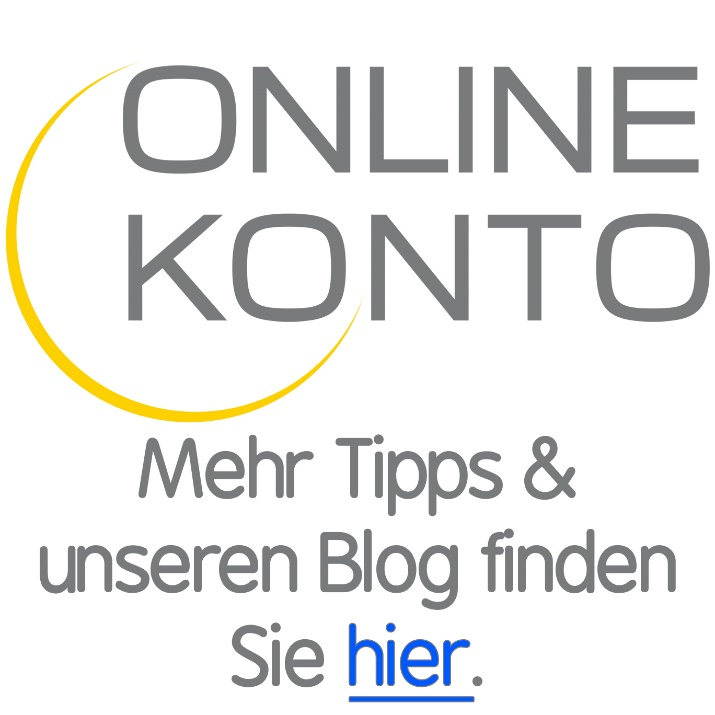 ONLINE
KONTO
Mehr Tipps &
unseren Blog finden
Sie hier.